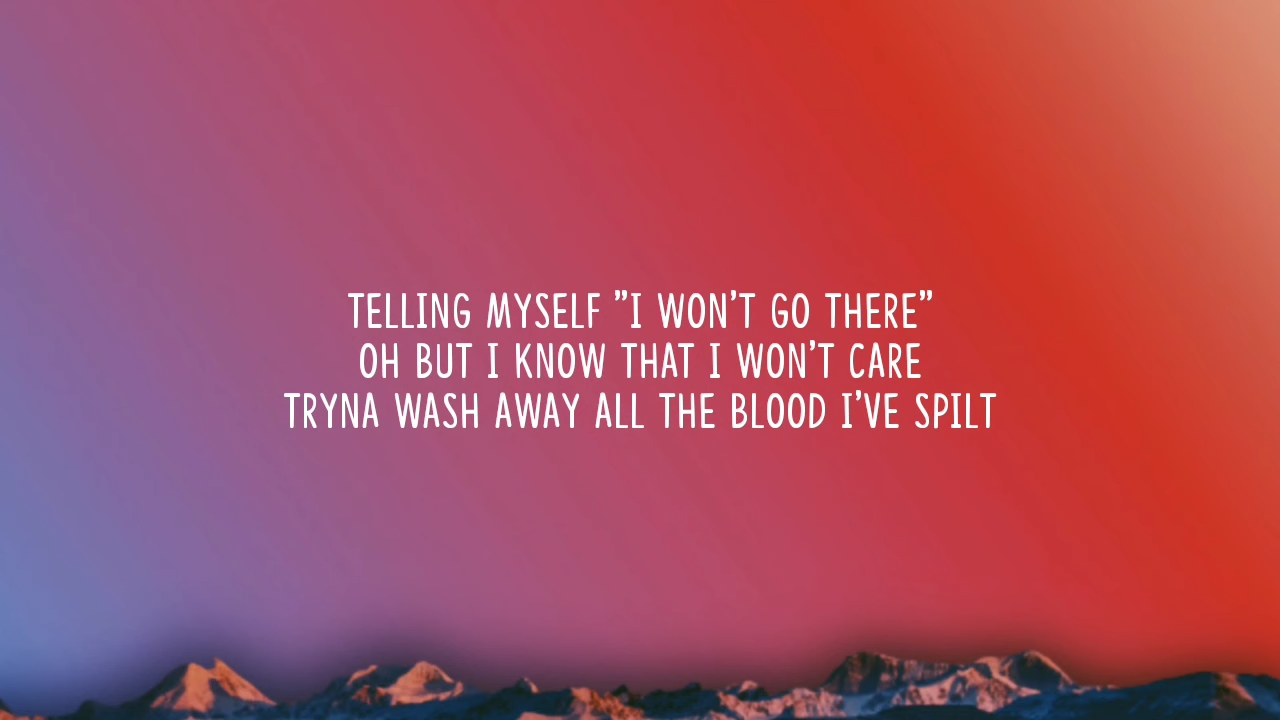 TELLING MYSELF "I WON'T GO THERE"
OH BUT I KNOW THAT I WON'T CARE
TRYNA WASH AWAY ALL THE BLOOD I'VE SPILT